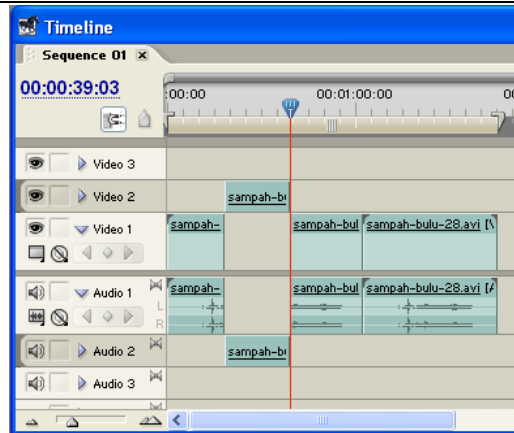 Timeline
Sequence 01
00:00:39:03
:00:00 00:01:00:00 00
Video 3
Video 2 sampah-bu
Video 1 sampah- sampah-bul sampah-bulu-28.avi [V
Audio 1 sampah- sampah-bul sampah-bulu-28.avi [A
L
R
Audio 2 sampah-bu
Audio 3